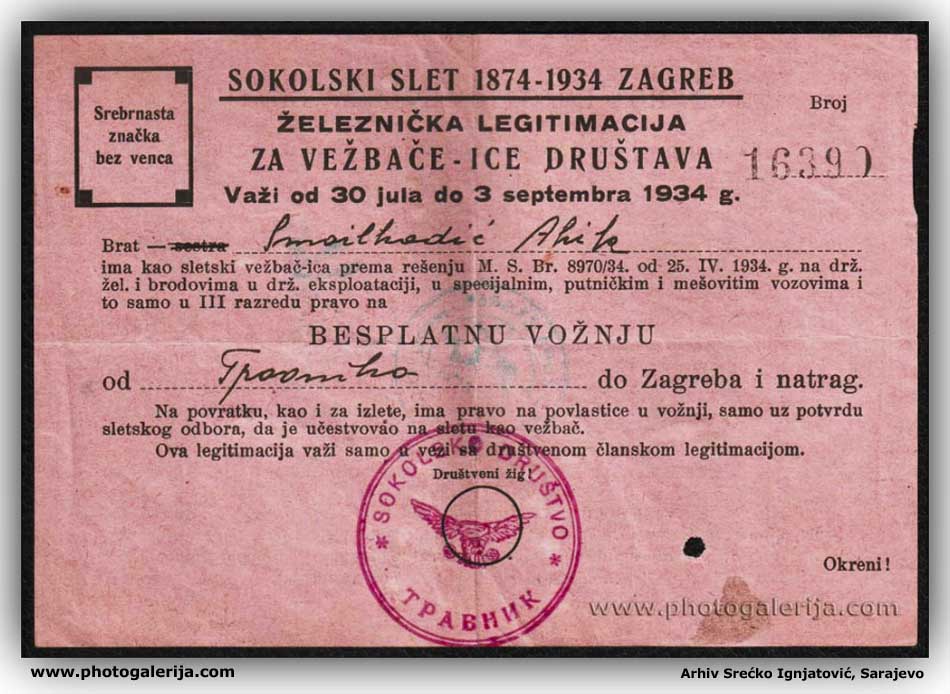 SOKOLSKI SLET 1874-1934 ZAGREB
Srebrnasta
značka
bez venca
Broj
ŽELEZNIČKA LEGITIMACIJA
ZA VEŽBAČE-ICE DRUŠTAVA
16390
Važi od 30 jula do 3 septembra 1934 g.
Brat — sestra Smailhadić Akif
ima kao sletski vežbač-ica prema rešenju M. S. Br. 8970/34. od 25. IV. 1934. g. na drž.
žel. i brodovima u drž. eksploataciji, u specijalnim, putničkim i mešovitim vozovima i
to samo u III razredu pravo na
BESPLATNU VOŽNJU
od Травника do Zagreba i natrag.
Na povratku, kao i za izlete, ima pravo na povlastice u vožnji, samo uz potvrdu
sletskog odbora, da je učestvovao na sletu kao vežbač.
Ova legitimacija važi samo u vezi sa društvenom članskom legitimacijom.
Društveni žig!
* SOKOLSKO DRUŠTVO *
ТРАВНИК
Okreni!
www.photogalerija.com
www.photogalerija.com
Arhiv Srećko Ignjatović, Sarajevo